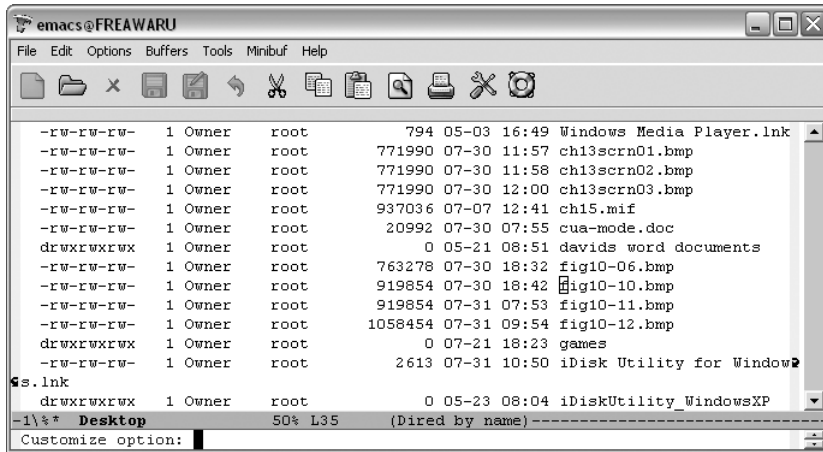 emacs@FREAWARU
File Edit Options Buffers Tools Minibuf Help
-rw-rw-rw- 1 Owner root 794 05-03 16:49 Windows Media Player.lnk
-rw-rw-rw- 1 Owner root 771990 07-30 11:57 ch13scrn01.bmp
-rw-rw-rw- 1 Owner root 771990 07-30 11:58 ch13scrn02.bmp
-rw-rw-rw- 1 Owner root 771990 07-30 12:00 ch13scrn03.bmp
-rw-rw-rw- 1 Owner root 937036 07-07 12:41 ch15.mif
-rw-rw-rw- 1 Owner root 20992 07-30 07:55 cua-mode.doc
drwxrwxrwx 1 Owner root 0 05-21 08:51 davids word documents
-rw-rw-rw- 1 Owner root 763278 07-30 18:32 fig10-06.bmp
-rw-rw-rw- 1 Owner root 919854 07-30 18:42 fig10-10.bmp
-rw-rw-rw- 1 Owner root 919854 07-31 07:53 fig10-11.bmp
-rw-rw-rw- 1 Owner root 1058454 07-31 09:54 fig10-12.bmp
drwxrwxrwx 1 Owner root 0 07-21 18:23 games
-rw-rw-rw- 1 Owner root 2613 07-31 10:50 iDisk Utility for Window
s.lnk
drwxrwxrwx 1 Owner root 0 05-23 08:04 iDiskUtility_WindowsXP
-1\%* Desktop 50% L35 (Dired by name)------------------------------
Customize option: